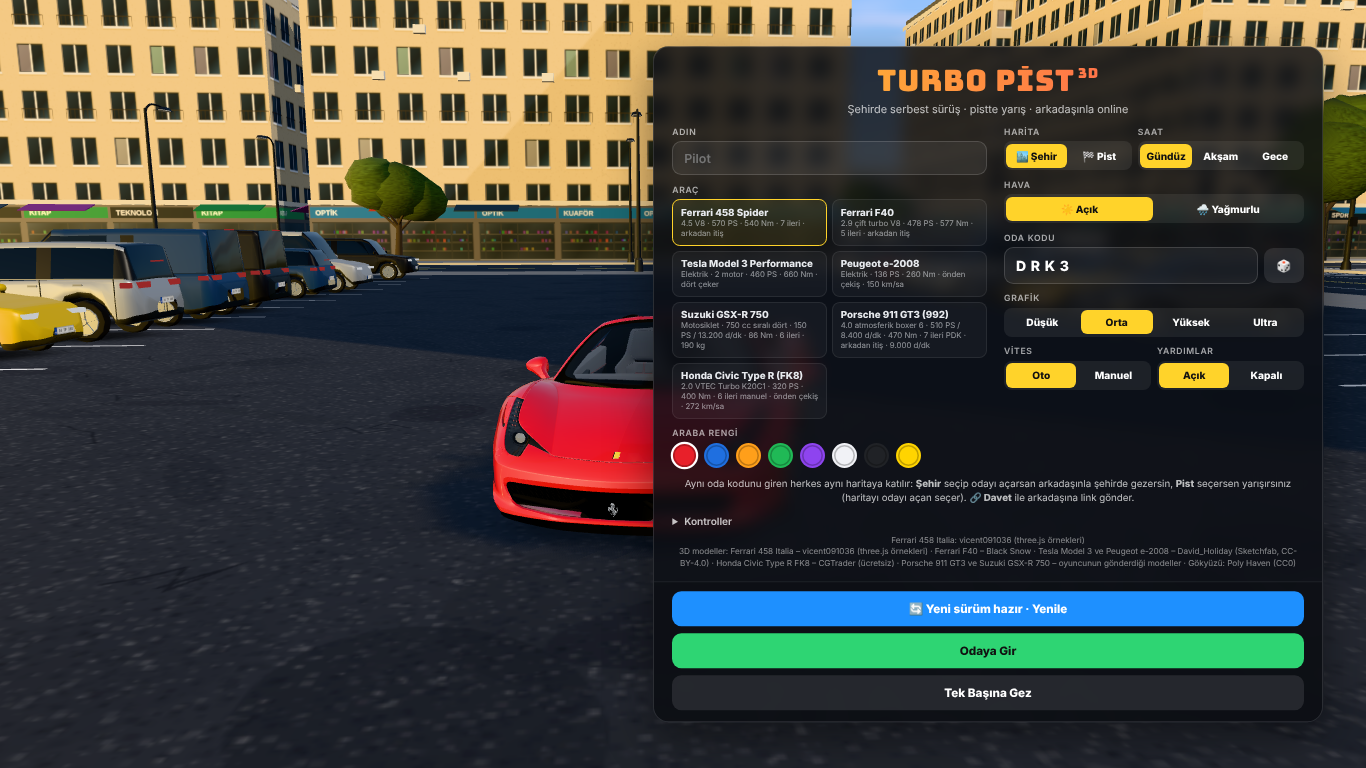 KİTAP
TEKNOLO
KİTAP
OPTİK
OPTİK
KUAFÖR
SPOR
TURBO PİST 3D
Şehirde serbest sürüş · pistte yarış · arkadaşınla online
ADIN
Pilot
ARAÇ
Ferrari 458 Spider
4.5 V8 · 570 PS · 540 Nm · 7 ileri ·
arkadan itiş
Ferrari F40
2.9 çift turbo V8 · 478 PS · 577 Nm ·
5 ileri · arkadan itiş
Tesla Model 3 Performance
Elektrik · 2 motor · 460 PS · 660 Nm ·
dört çeker
Peugeot e-2008
Elektrik · 136 PS · 260 Nm · önden
çekiş · 150 km/sa
Suzuki GSX-R 750
Motosiklet · 750 cc sıralı dört · 150
PS / 13.200 d/dk · 86 Nm · 6 ileri ·
190 kg
Porsche 911 GT3 (992)
4.0 atmosferik boxer 6 · 510 PS /
8.400 d/dk · 470 Nm · 7 ileri PDK ·
arkadan itiş · 9.000 d/dk
Honda Civic Type R (FK8)
2.0 VTEC Turbo K20C1 · 320 PS ·
400 Nm · 6 ileri manuel · önden çekiş
· 272 km/sa
HARİTA
🏙️ Şehir
🏁 Pist
SAAT
Gündüz
Akşam
Gece
HAVA
☀️ Açık
🌧️ Yağmurlu
ODA KODU
DRK3
🎲
GRAFİK
Düşük
Orta
Yüksek
Ultra
VİTES
Oto
Manuel
YARDIMLAR
Açık
Kapalı
ARABA RENGİ
Aynı oda kodunu giren herkes aynı haritaya katılır: Şehir seçip odayı açarsan arkadaşınla şehirde gezersin, Pist seçersen yarışırsınız
(haritayı odayı açan seçer). 🔗 Davet ile arkadaşına link gönder.
▶ Kontroller
Ferrari 458 Italia: vicent091036 (three.js örnekleri)
3D modeller: Ferrari 458 Italia – vicent091036 (three.js örnekleri) · Ferrari F40 – Black Snow · Tesla Model 3 ve Peugeot e-2008 – David_Holiday (Sketchfab, CC-
BY-4.0) · Honda Civic Type R FK8 – CGTrader (ücretsiz) · Porsche 911 GT3 ve Suzuki GSX-R 750 – oyuncunun gönderdiği modeller · Gökyüzü: Poly Haven (CC0)
🔄 Yeni sürüm hazır · Yenile
Odaya Gir
Tek Başına Gez